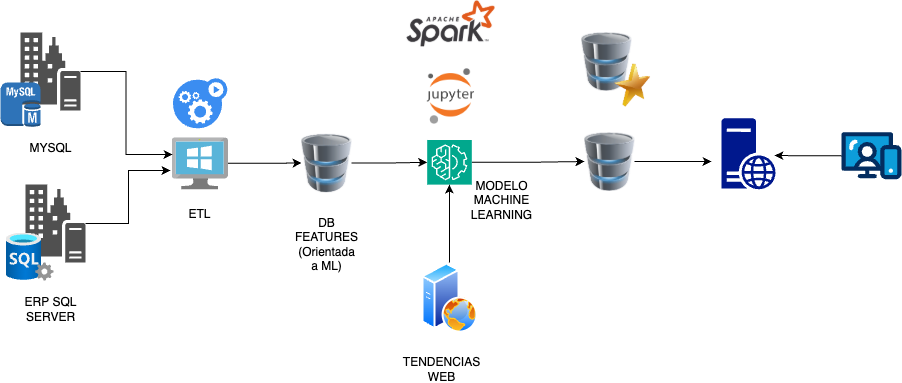 APACHE
Spark
TM
jupyter
MySQL
M
MYSQL
ETL
MODELO
MACHINE
LEARNING
DB
FEATURES
(Orientada
a ML)
SQL
ERP SQL
SERVER
TENDENCIAS
WEB